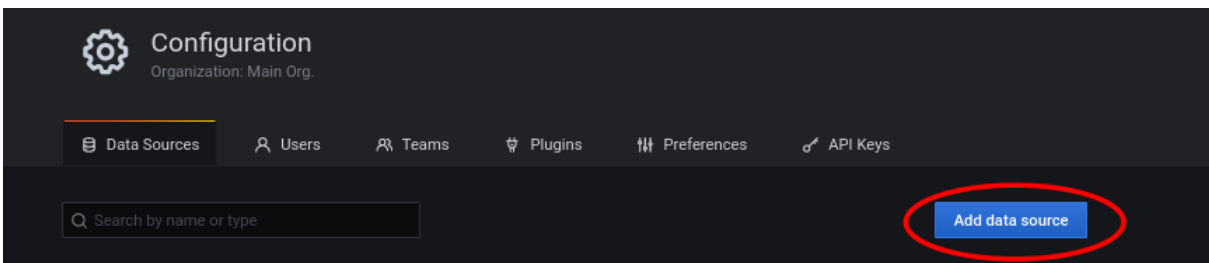 Configuration
Organization: Main Org.
Data Sources Users Teams Plugins Preferences API Keys
Search by name or type Add data source